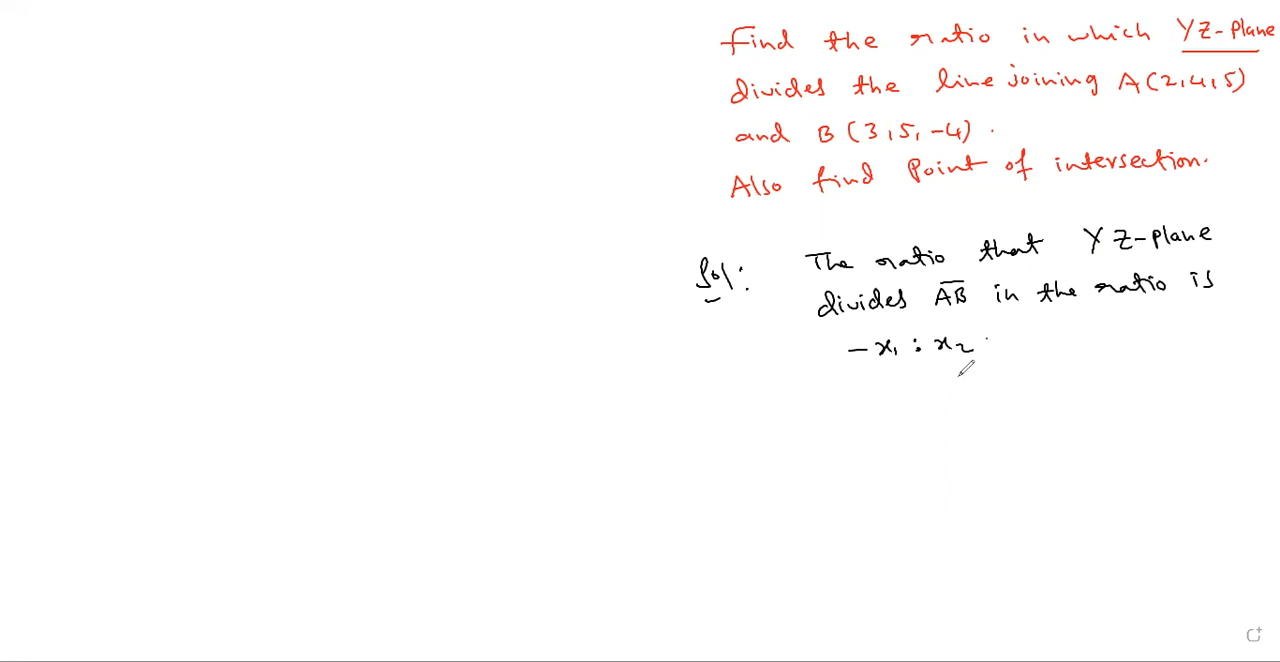 Find the ratio in which YZ-Plane
divides the line joining A(2,4,5)
and B(3,5,-4).
Also find Point of intersection.
Sol: The ratio that YZ-plane
divides A̅B̅ in the ratio is
-x₁ : x₂.